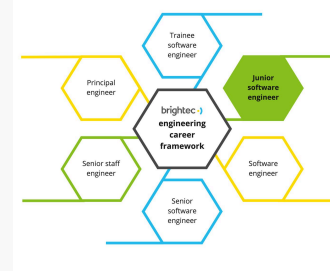 Trainee
software
engineer
Junior
software
engineer
Software
engineer
Senior
software
engineer
Senior staff
engineer
Principal
engineer
brightec
engineering
career
framework